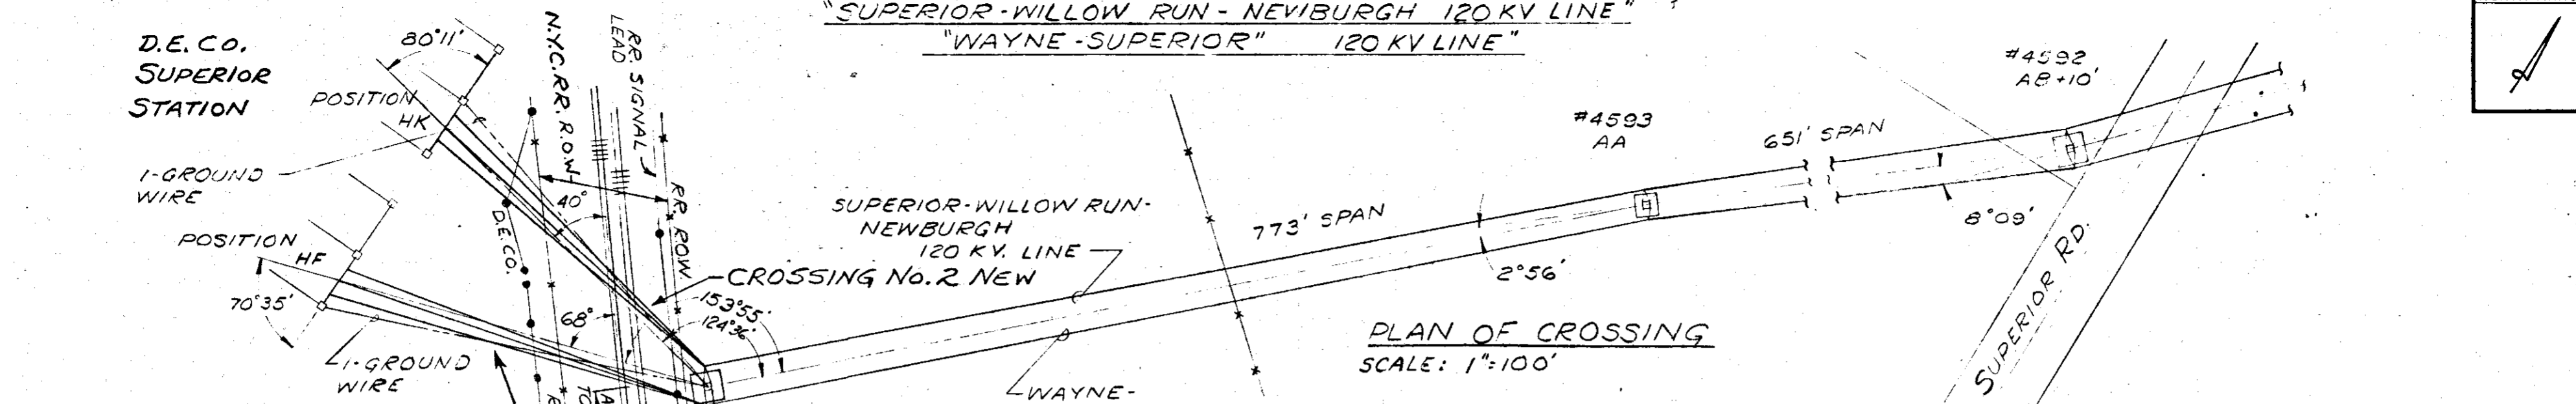 "SUPERIOR-WILLOW RUN - NEWBURGH 120 KV LINE"
"WAYNE-SUPERIOR" 120 KV LINE"
D.E. CO.
SUPERIOR
STATION
80°11'
POSITION
HK
1-GROUND
WIRE
POSITION
HF
70°35'
1-GROUND
WIRE
N.Y.C.RR. R.O.W.
LEAD
RR. SIGNAL
D.E.CO.
40°
68°
RR. ROW
SUPERIOR-WILLOW RUN-
NEWBURGH
120 KV. LINE
CROSSING No. 2 NEW
153°55'
124°36'
WAYNE-
773' SPAN
2°56'
#4593
AA
651' SPAN
#4592
AB+10'
8°09'
SUPERIOR RD.
PLAN OF CROSSING
SCALE: 1"=100'